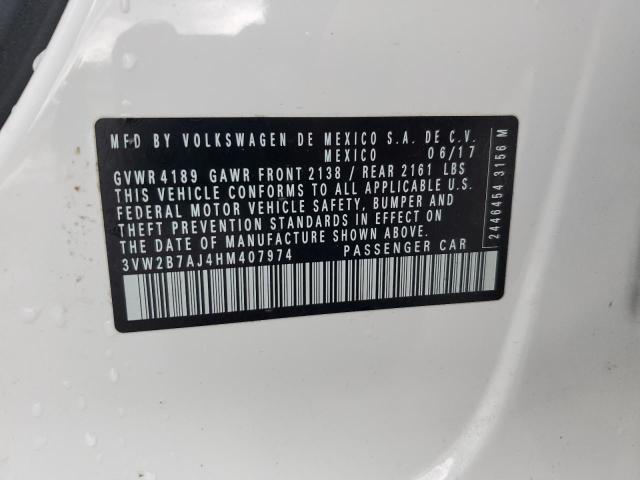 MFD BY VOLKSWAGEN DE MEXICO S.A. DE C.V.
MEXICO 06/17
GVWR 4189 GAWR FRONT 2138 / REAR 2161 LBS
THIS VEHICLE CONFORMS TO ALL APPLICABLE U.S.
FEDERAL MOTOR VEHICLE SAFETY, BUMPER AND
THEFT PREVENTION STANDARDS IN EFFECT ON
THE DATE OF MANUFACTURE SHOWN ABOVE.
3VW2B7AJ4HM407974 PASSENGER CAR
2446454 3156 M